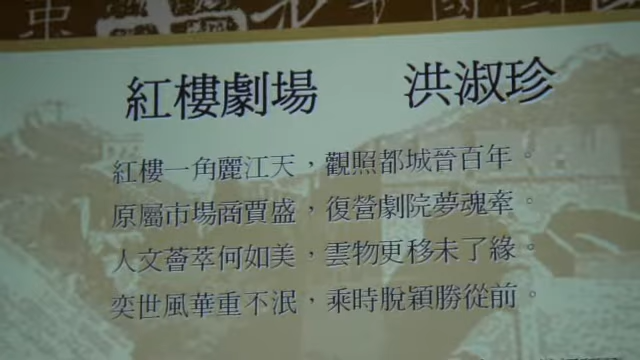 紅樓劇場 洪淑珍
紅樓一角麗江天，觀照都城晉百年。
原屬市場商賈盛，復營劇院夢魂牽。
人文薈萃何如美，雲物更移未了緣。
奕世風華重不泯，乘時脫穎勝從前。